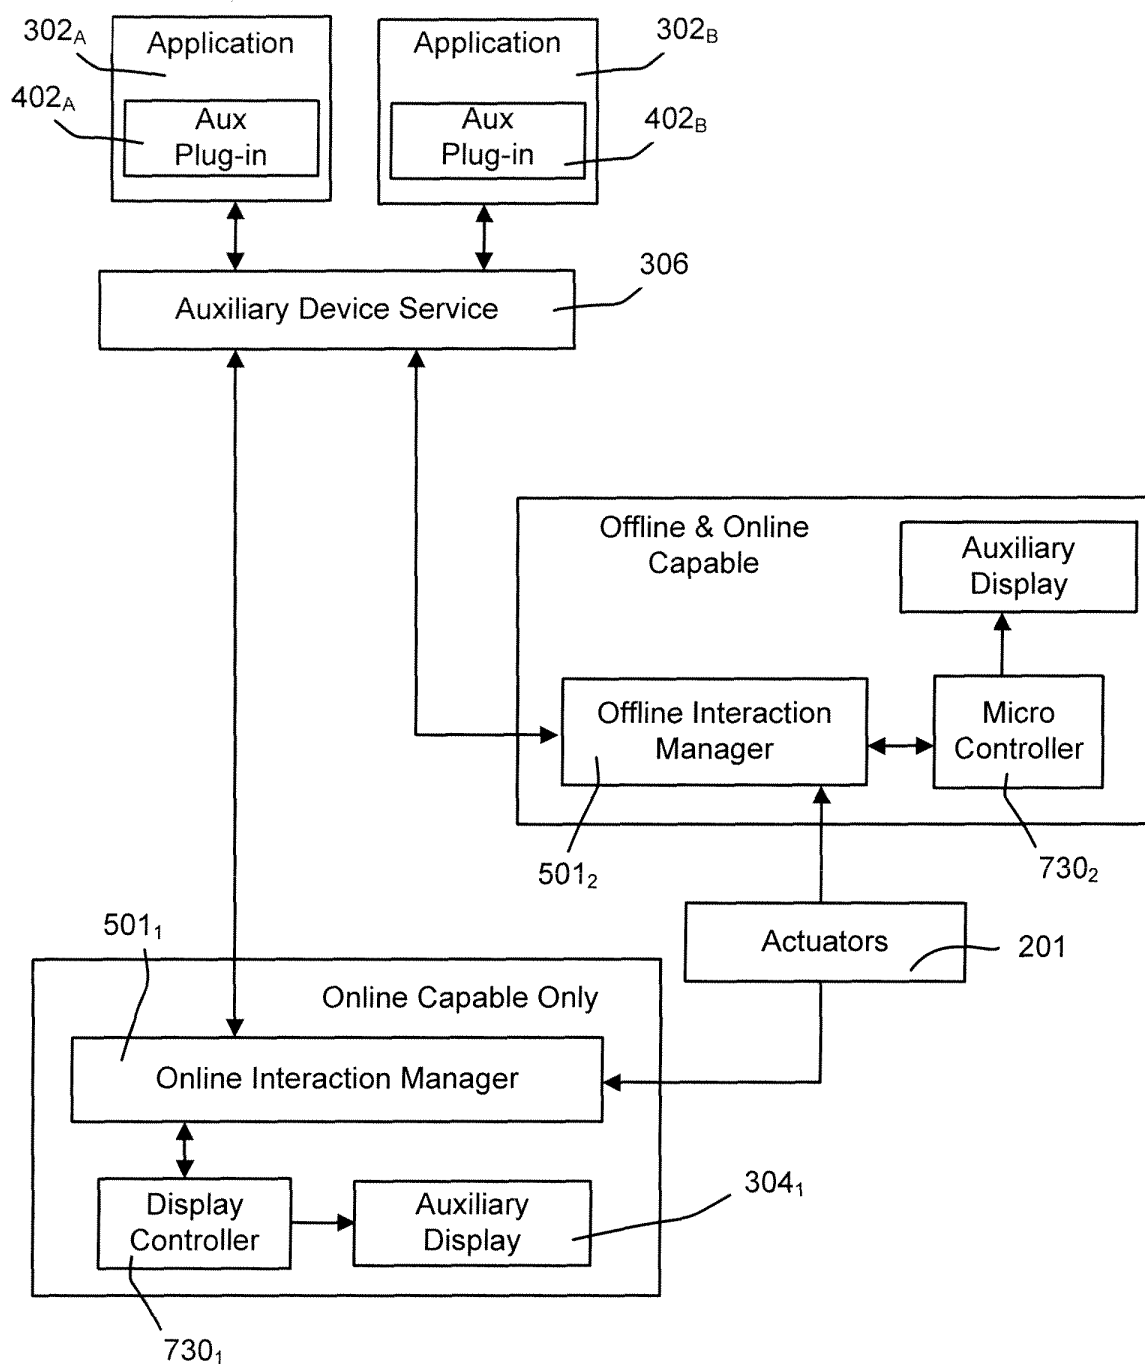 302A
Application
Application
302B
402A
Aux
Plug-in
Aux
Plug-in
402B
306
Auxiliary Device Service
Offline & Online
Capable
Auxiliary
Display
Offline Interaction
Manager
Micro
Controller
5012
7302
Actuators
201
5011
Online Capable Only
Online Interaction Manager
Display
Controller
Auxiliary
Display
3041
7301